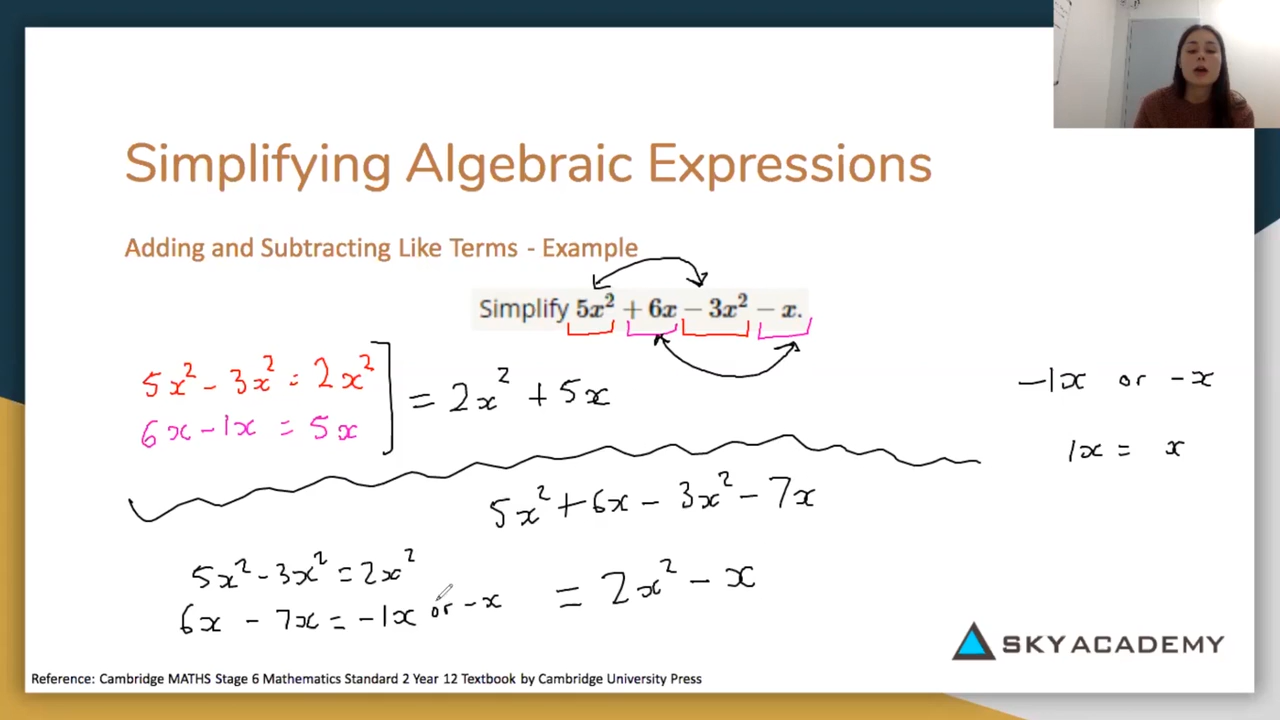 Simplifying Algebraic Expressions
Adding and Subtracting Like Terms - Example
Simplify 5x² + 6x − 3x² − x.
5x² - 3x² = 2x²
6x - 1x = 5x
= 2x² + 5x
-1x or -x
1x = x
5x² + 6x - 3x² - 7x
5x² - 3x² = 2x²
6x - 7x = -1x or -x
= 2x² - x
SKY ACADEMY
Reference: Cambridge MATHS Stage 6 Mathematics Standard 2 Year 12 Textbook by Cambridge University Press